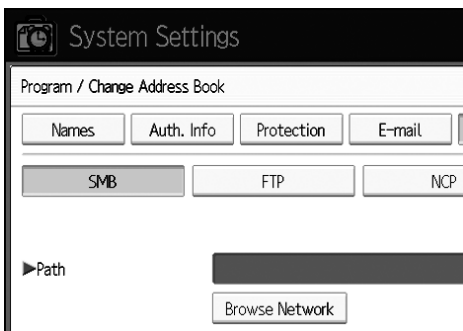 System Settings
Program / Change Address Book
Names Auth. Info Protection E-mail
SMB FTP NCP
▶Path
Browse Network